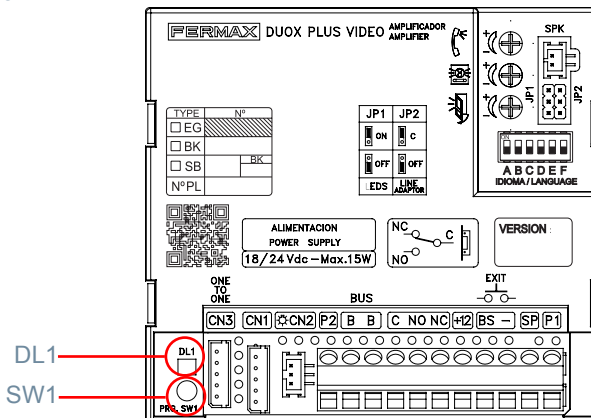 FERMAX DUOX PLUS VIDEO AMPLIFICADOR
AMPLIFIER
SPK
JP1
JP2
TYPE Nº
EG
BK
SB BK
NºPL
JP1 JP2
ON C
OFF OFF
LEDS LINE
ADAPTOR
ON
A B C D E F
IDIOMA / LANGUAGE
ALIMENTACION
POWER SUPPLY
18/24 Vdc - Max.15W
NC
C
NO
VERSION :
ONE
TO
ONE
BUS
EXIT
CN3 CN1 CN2 P2 B B C NO NC +12 BS - SP P1
DL1
DL1
SW1
PRG. SW1